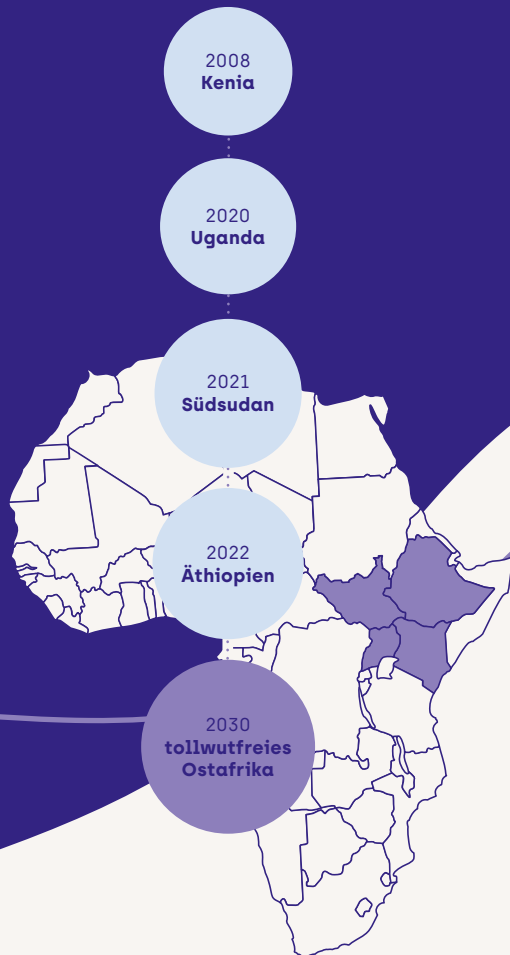 2008
Kenia
2020
Uganda
2021
Südsudan
2022
Äthiopien
2030
tollwutfreies
Ostafrika